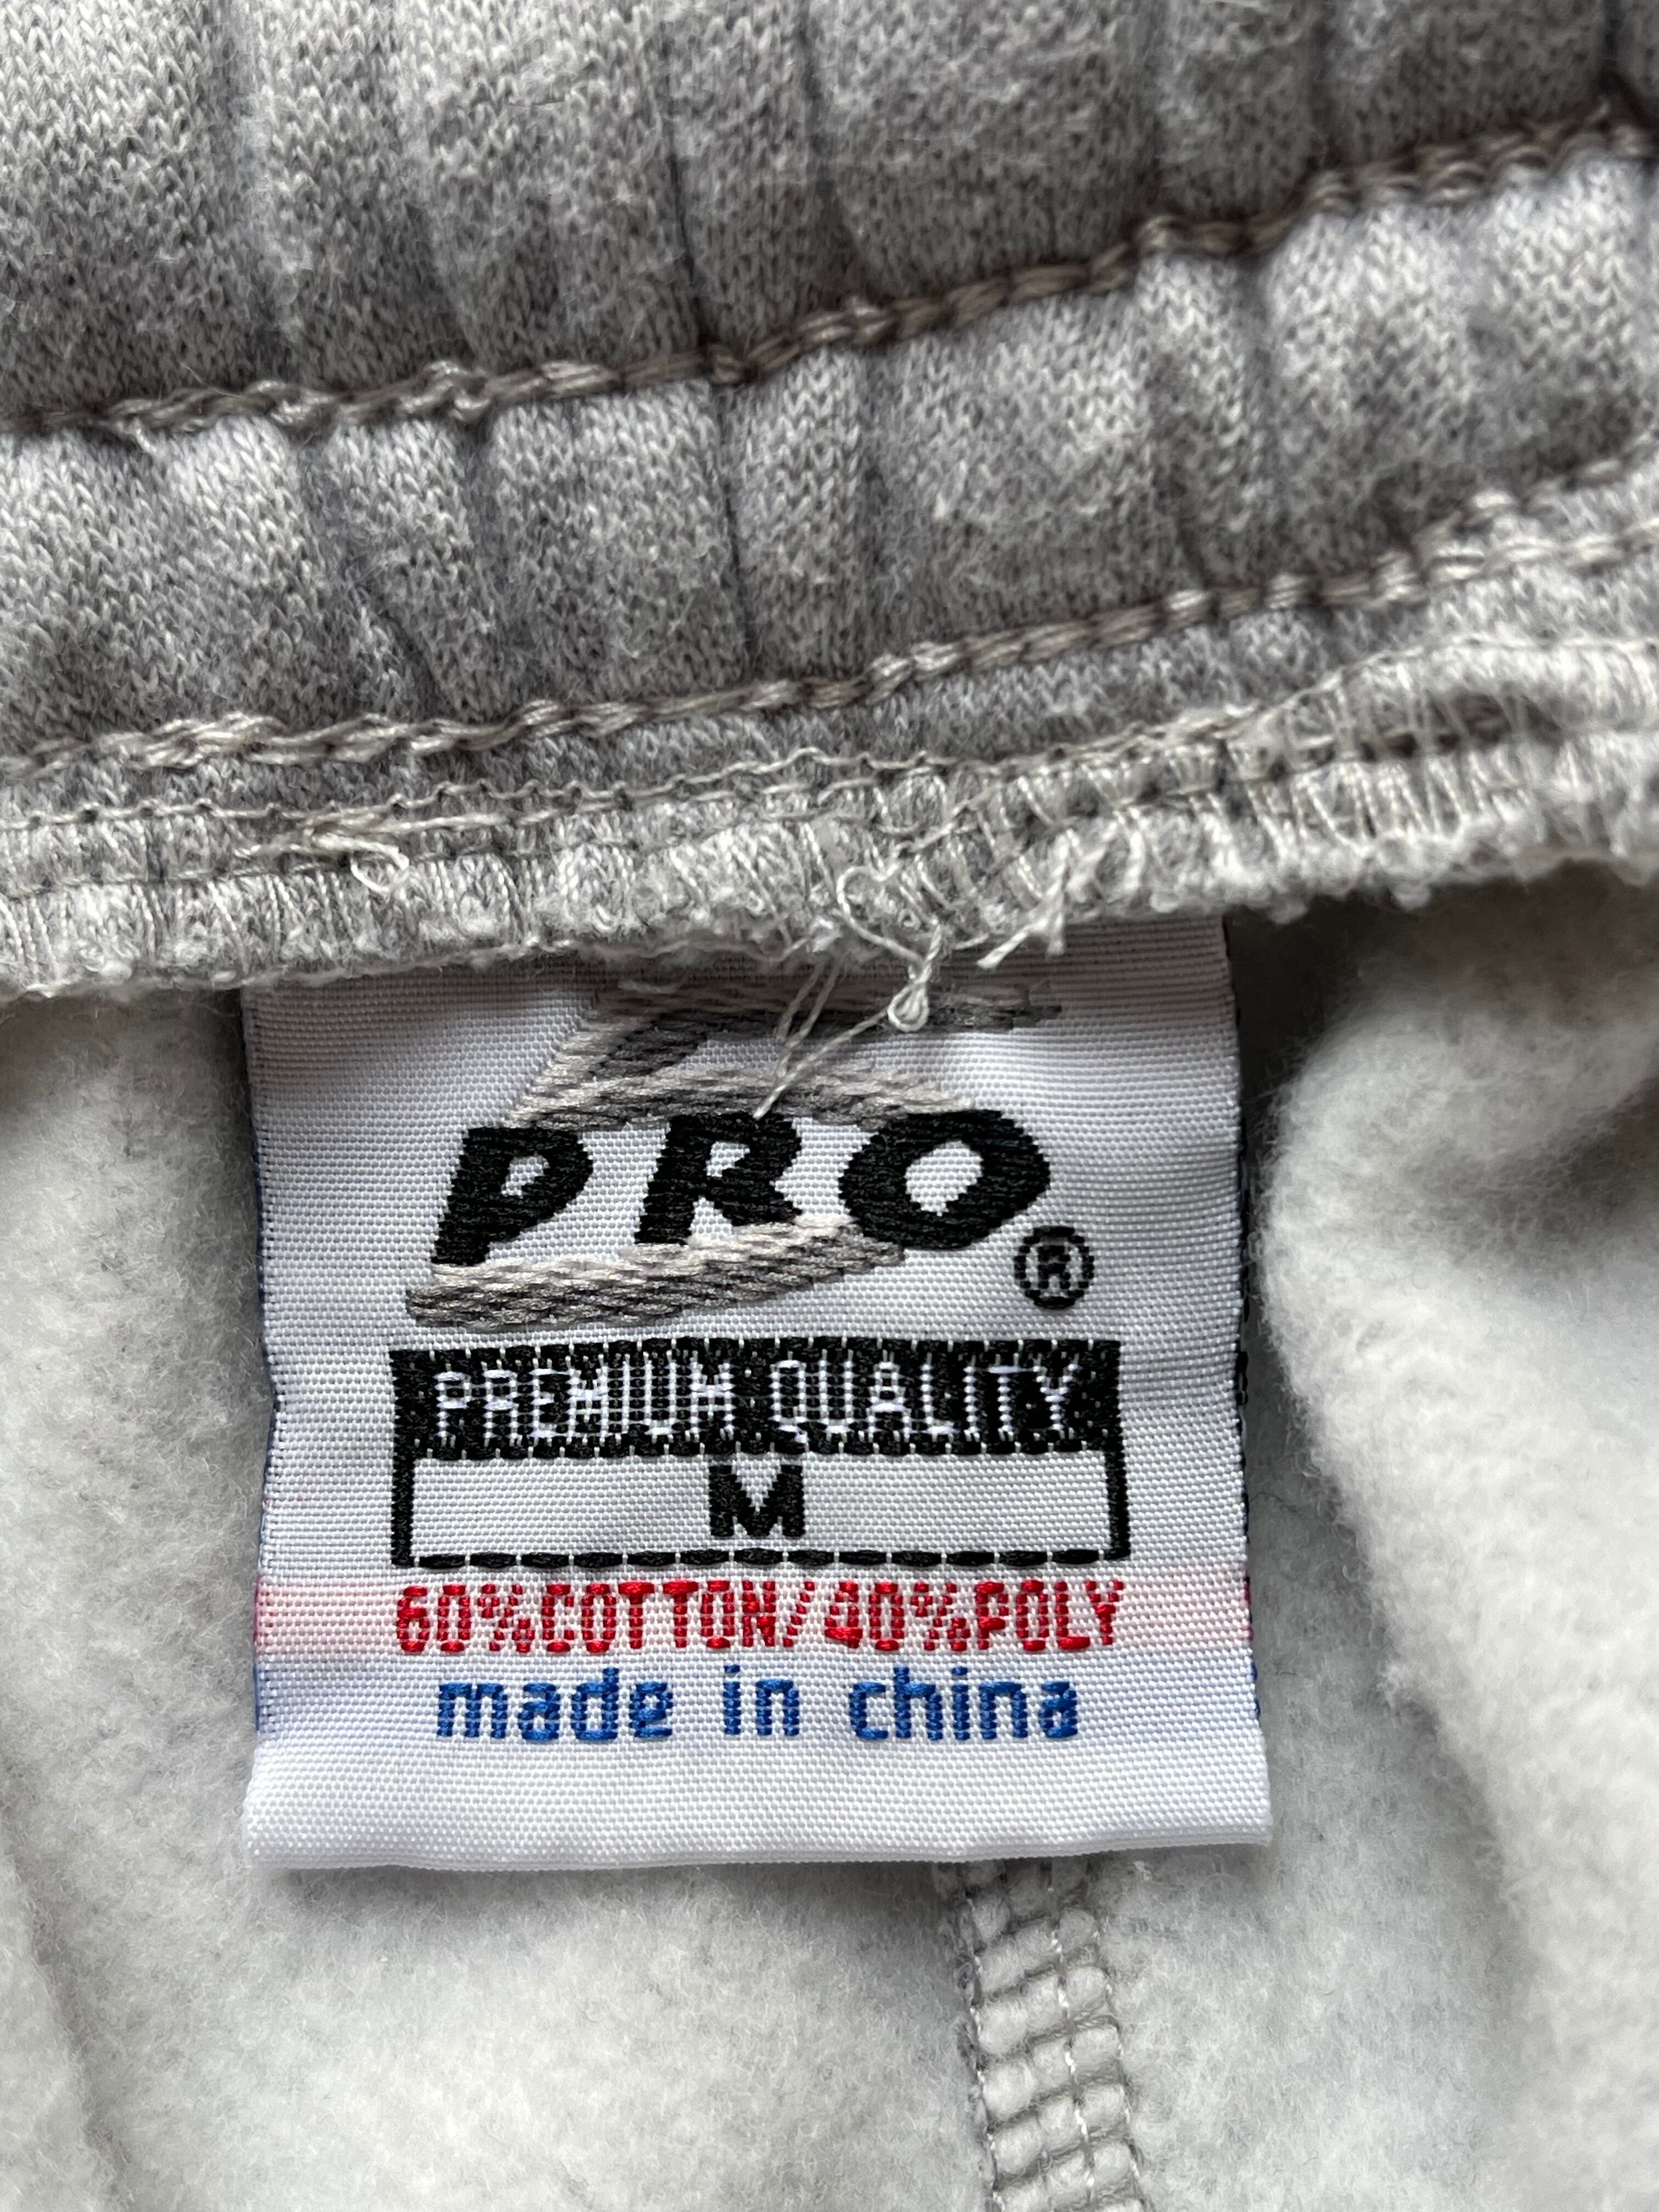 PRO®
PREMIUM QUALITY
M
60%COTTON/40%POLY
made in china